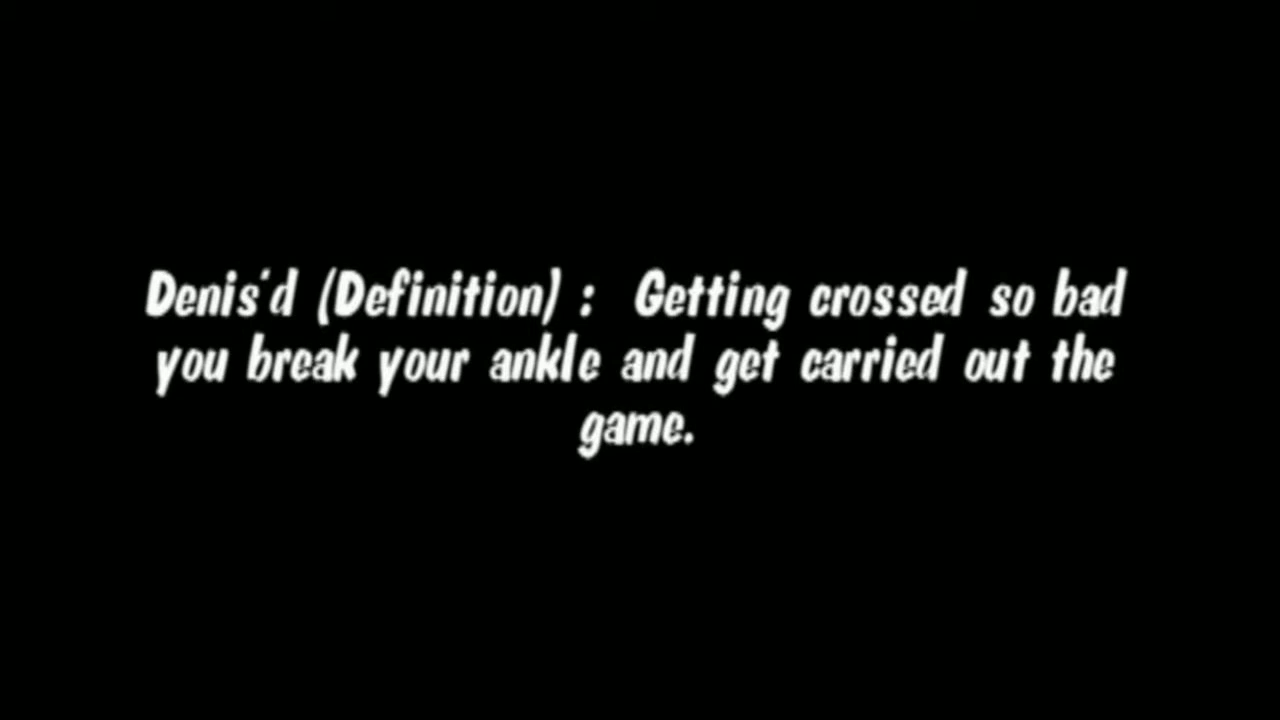 Denis'd (Definition) : Getting crossed so bad
you break your ankle and get carried out the
game.